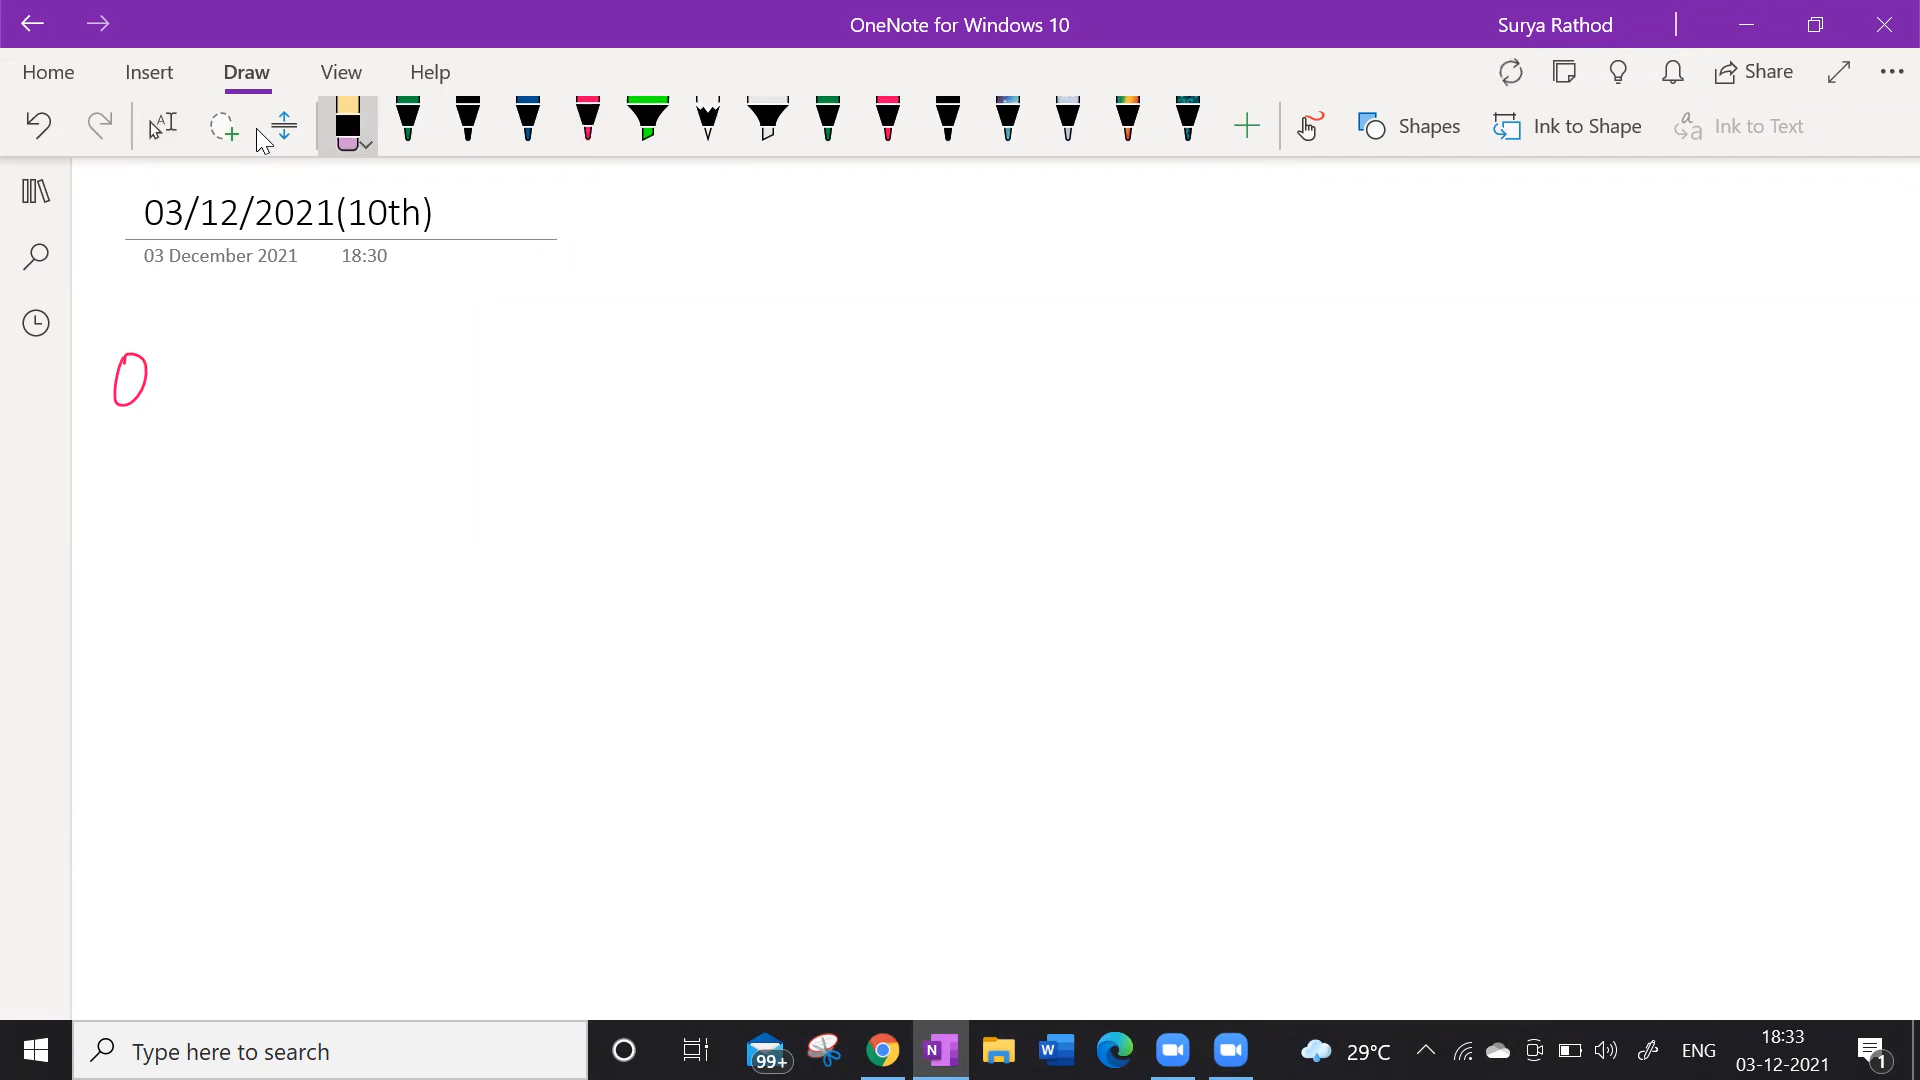 OneNote for Windows 10 Surya Rathod
Home Insert Draw View Help Share
Shapes Ink to Shape Ink to Text
03/12/2021(10th)
03 December 2021 18:30
0
Type here to search 99+ 29°C ENG 18:33
03-12-2021 1